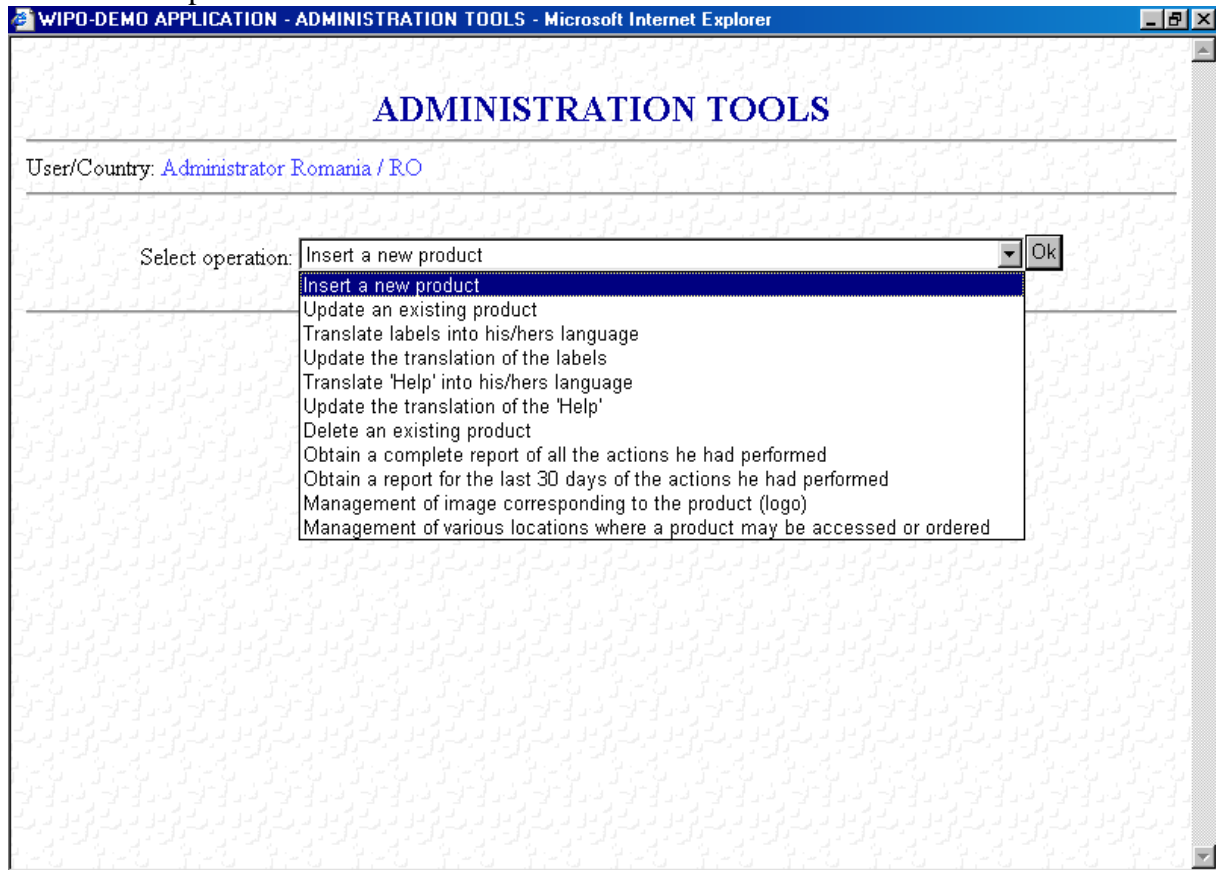 WIPO-DEMO APPLICATION - ADMINISTRATION TOOLS - Microsoft Internet Explorer
ADMINISTRATION TOOLS
User/Country: Administrator Romania / RO
Select operation: Insert a new product Ok
Insert a new product
Update an existing product
Translate labels into his/hers language
Update the translation of the labels
Translate 'Help' into his/hers language
Update the translation of the 'Help'
Delete an existing product
Obtain a complete report of all the actions he had performed
Obtain a report for the last 30 days of the actions he had performed
Management of image corresponding to the product (logo)
Management of various locations where a product may be accessed or ordered